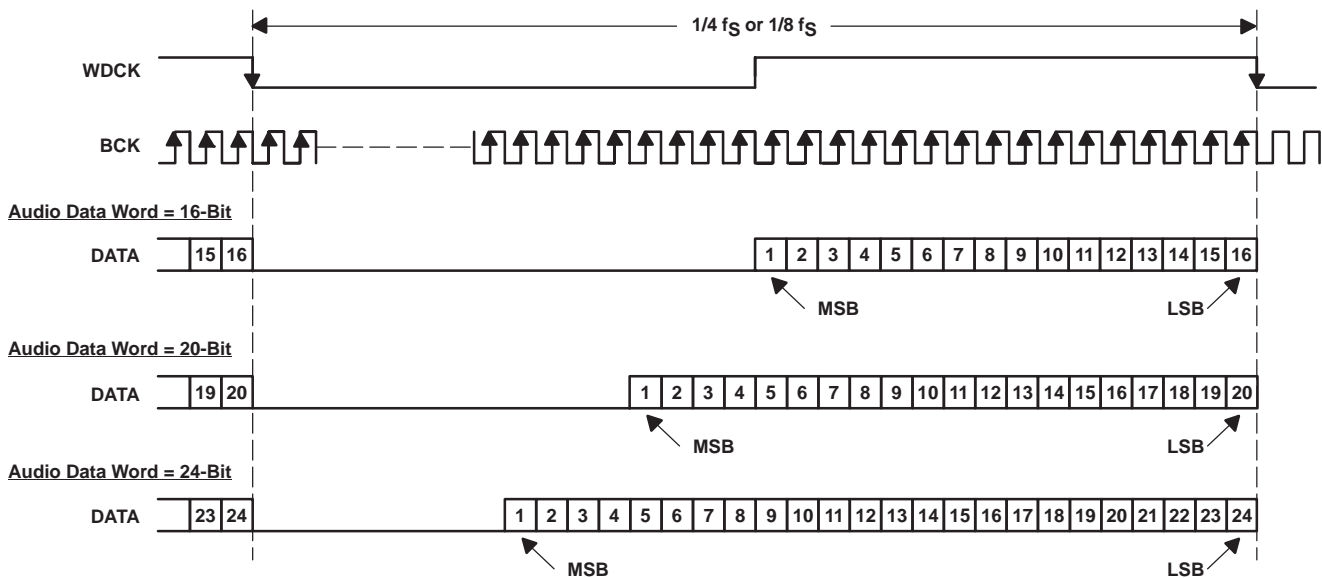 1/4 fS or 1/8 fS
WDCK
BCK
Audio Data Word = 16-Bit
DATA 15 16 1 2 3 4 5 6 7 8 9 10 11 12 13 14 15 16
MSB LSB
Audio Data Word = 20-Bit
DATA 19 20 1 2 3 4 5 6 7 8 9 10 11 12 13 14 15 16 17 18 19 20
MSB LSB
Audio Data Word = 24-Bit
DATA 23 24 1 2 3 4 5 6 7 8 9 10 11 12 13 14 15 16 17 18 19 20 21 22 23 24
MSB LSB